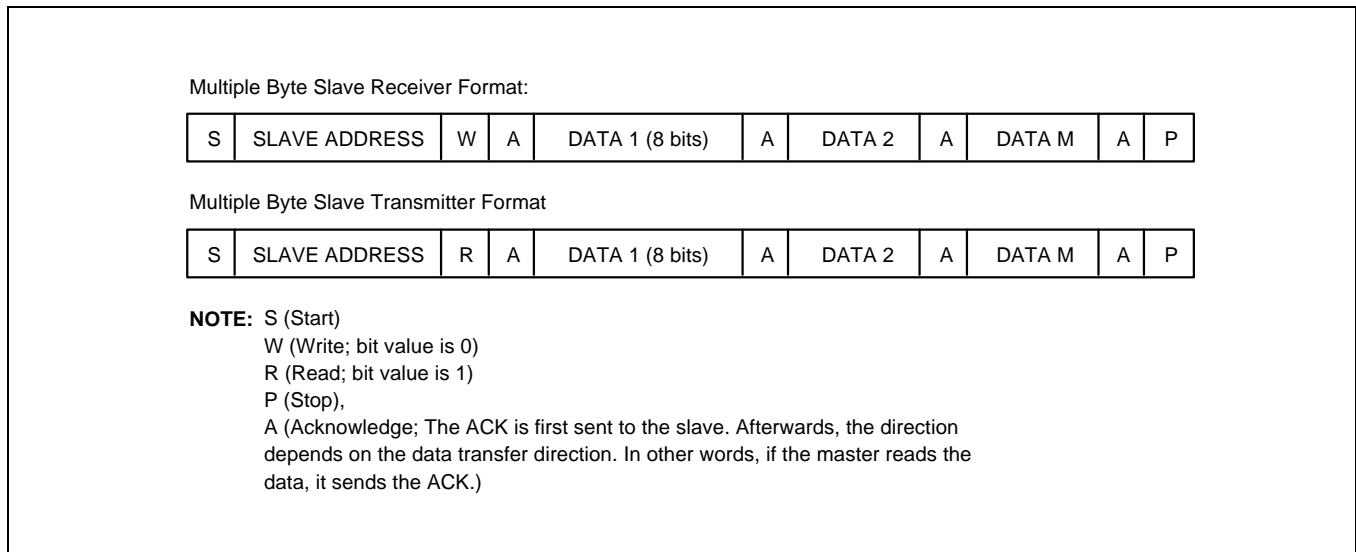 Multiple Byte Slave Receiver Format:
S SLAVE ADDRESS W A DATA 1 (8 bits) A DATA 2 A DATA M A P
Multiple Byte Slave Transmitter Format
S SLAVE ADDRESS R A DATA 1 (8 bits) A DATA 2 A DATA M A P
NOTE: S (Start)
W (Write; bit value is 0)
R (Read; bit value is 1)
P (Stop),
A (Acknowledge; The ACK is first sent to the slave. Afterwards, the direction
depends on the data transfer direction. In other words, if the master reads the
data, it sends the ACK.)